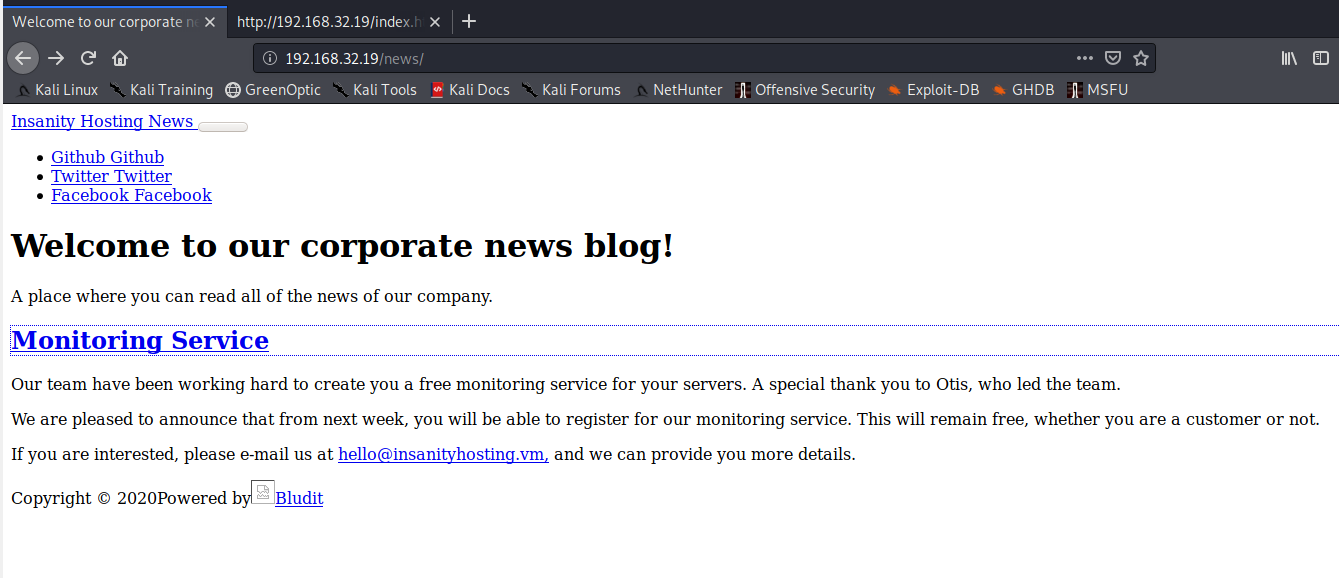 Welcome to our corporate ne
http://192.168.32.19/index.h
192.168.32.19/news/
Kali Linux Kali Training GreenOptic Kali Tools Kali Docs Kali Forums NetHunter Offensive Security Exploit-DB GHDB MSFU
Insanity Hosting News
Github Github
Twitter Twitter
Facebook Facebook
Welcome to our corporate news blog!
A place where you can read all of the news of our company.
Monitoring Service
Our team have been working hard to create you a free monitoring service for your servers. A special thank you to Otis, who led the team.
We are pleased to announce that from next week, you will be able to register for our monitoring service. This will remain free, whether you are a customer or not.
If you are interested, please e-mail us at hello@insanityhosting.vm, and we can provide you more details.
Copyright © 2020Powered byBludit